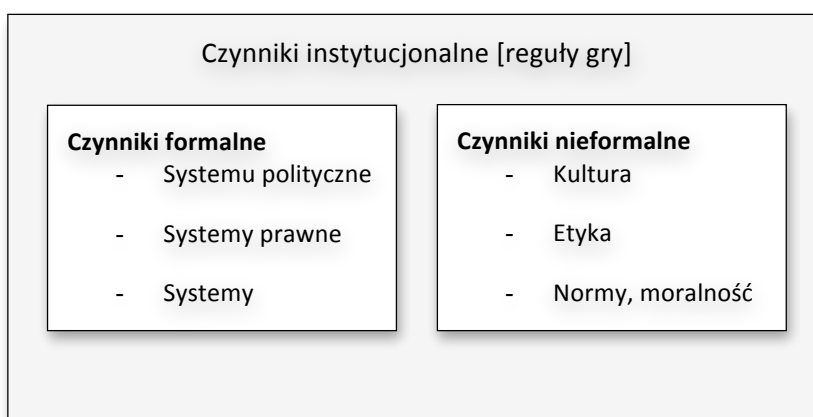 Czynniki instytucjonalne [reguły gry]
Czynniki formalne
- Systemu polityczne
- Systemy prawne
- Systemy
Czynniki nieformalne
- Kultura
- Etyka
- Normy, moralność